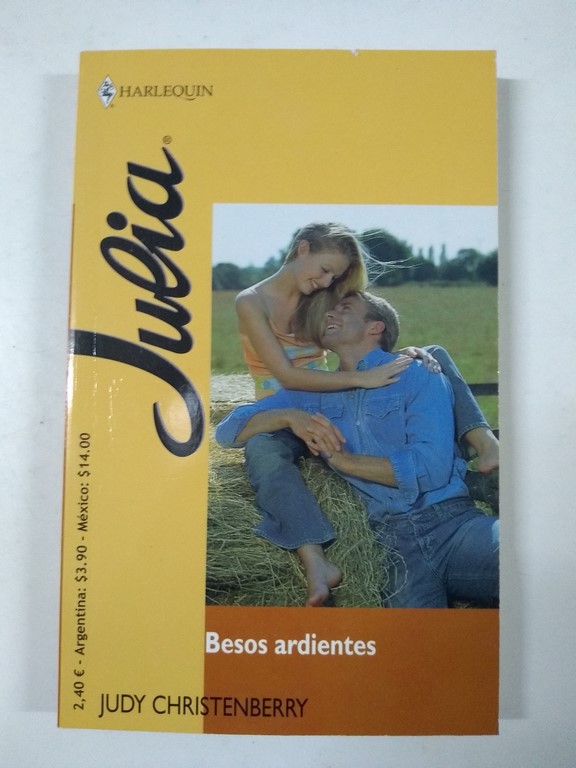 HARLEQUIN
Julia®
2,40 € - Argentina: $3.90 - México: $14.00
Besos ardientes
JUDY CHRISTENBERRY